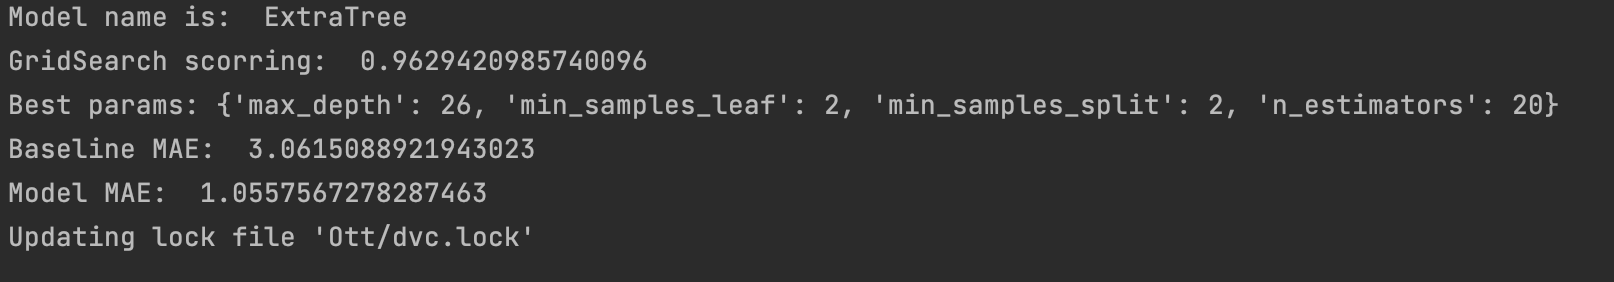 Model name is:  ExtraTree
GridSearch scorring:  0.9629420985740096
Best params: {'max_depth': 26, 'min_samples_leaf': 2, 'min_samples_split': 2, 'n_estimators': 20}
Baseline MAE:  3.0615088921943023
Model MAE:  1.0557567278287463
Updating lock file 'Ott/dvc.lock'